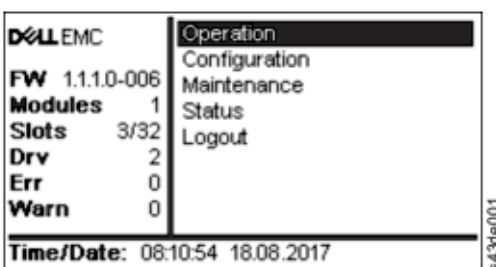 DELL EMC
FW 1.1.1.0-006
Modules 1
Slots 3/32
Drv 2
Err 0
Warn 0
Operation
Configuration
Maintenance
Status
Logout
Time/Date: 08:10:54 18.08.2017